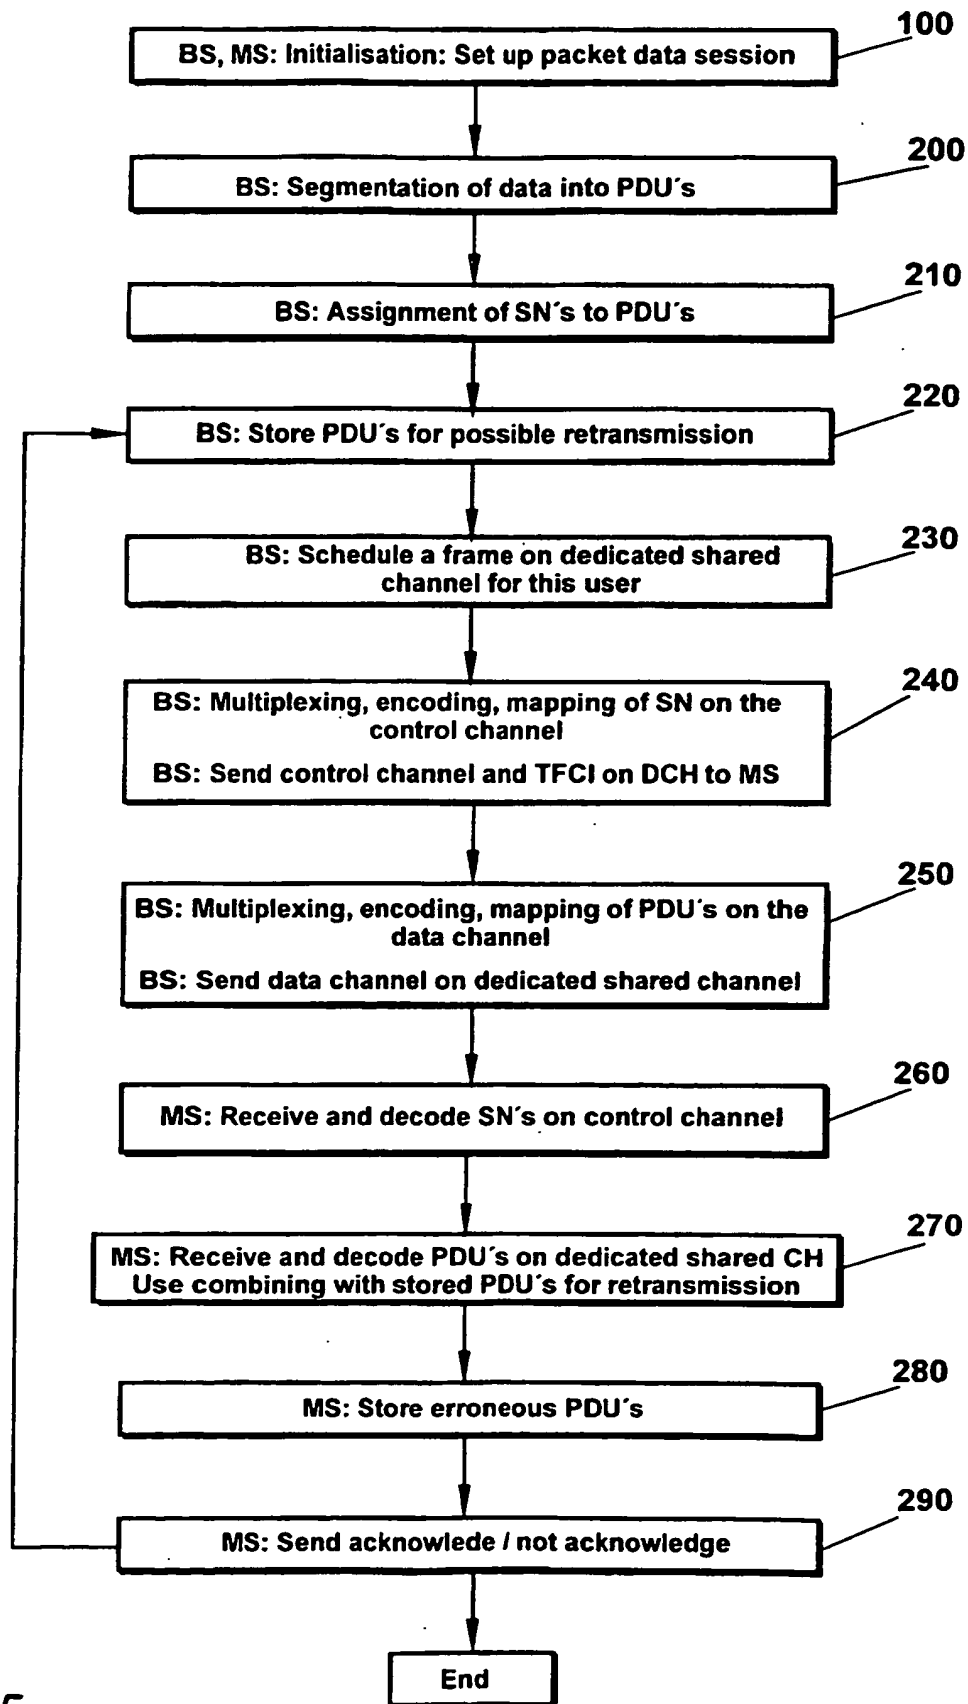 100
BS, MS: Initialisation: Set up packet data session
200
BS: Segmentation of data into PDU´s
210
BS: Assignment of SN´s to PDU´s
220
BS: Store PDU´s for possible retransmission
230
BS: Schedule a frame on dedicated shared
channel for this user
240
BS: Multiplexing, encoding, mapping of SN on the
control channel
BS: Send control channel and TFCI on DCH to MS
250
BS: Multiplexing, encoding, mapping of PDU´s on the
data channel
BS: Send data channel on dedicated shared channel
260
MS: Receive and decode SN´s on control channel
270
MS: Receive and decode PDU´s on dedicated shared CH
Use combining with stored PDU´s for retransmission
280
MS: Store erroneous PDU´s
290
MS: Send acknowlede / not acknowledge
End